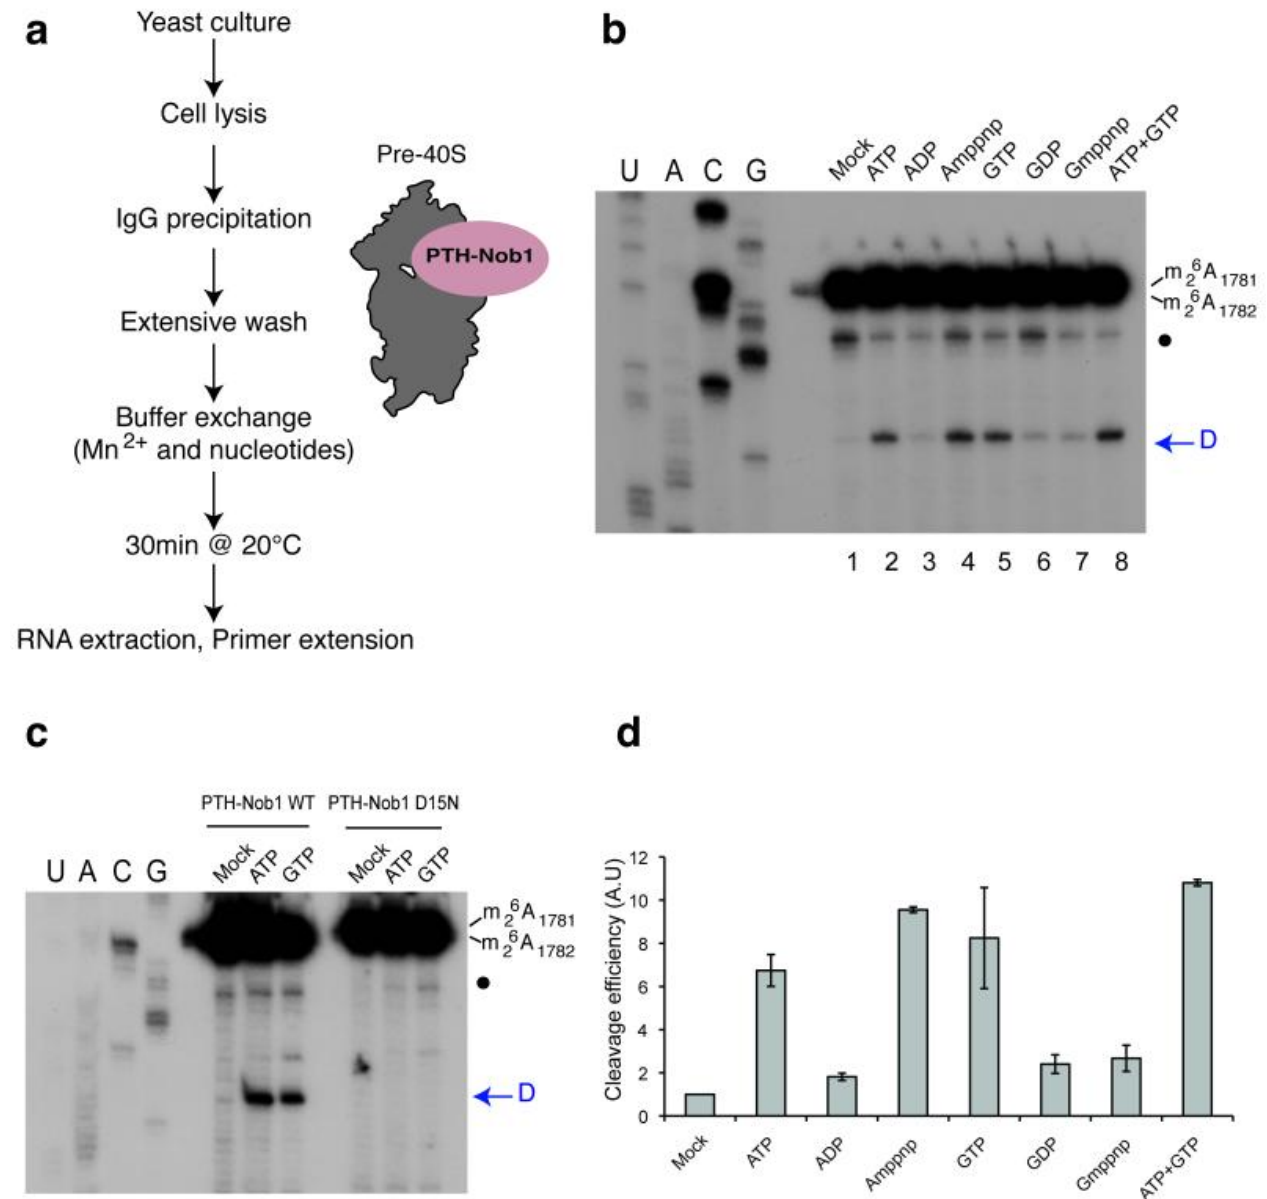 a
Yeast culture
Cell lysis
IgG precipitation
Extensive wash
Buffer exchange
(Mn2+ and nucleotides)
30min @ 20°C
RNA extraction, Primer extension
Pre-40S
PTH-Nob1
b
U A C G Mock ATP ADP Amppnp GTP GDP Gmppnp ATP+GTP
m26A1781
m26A1782
D
1 2 3 4 5 6 7 8
c
PTH-Nob1 WT PTH-Nob1 D15N
U A C G Mock ATP GTP Mock ATP GTP
m26A1781
m26A1782
D
d
Cleavage efficiency (A.U)
12
10
8
6
4
2
0
Mock ATP ADP Amppnp GTP GDP Gmppnp ATP+GTP